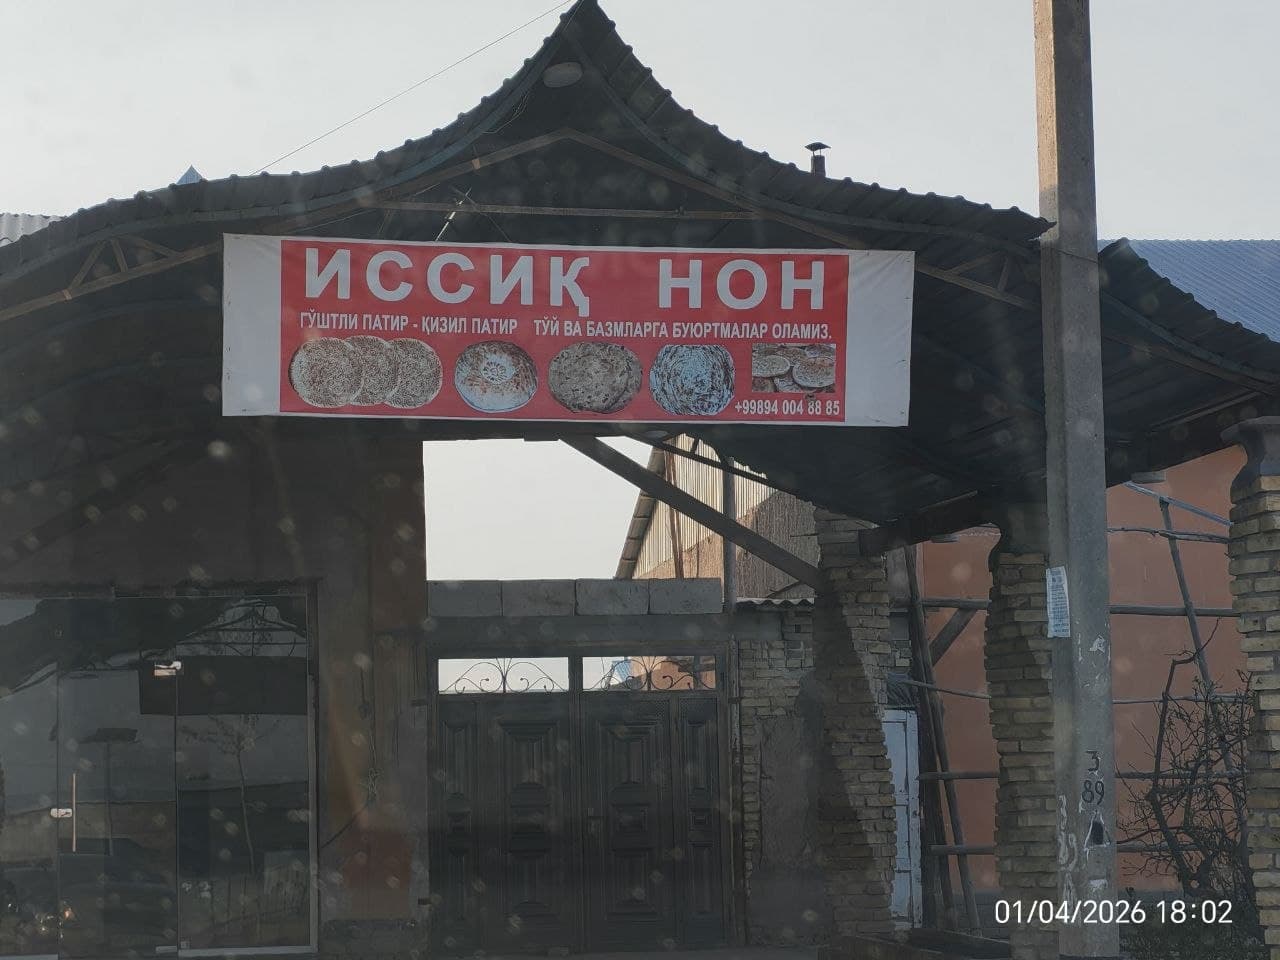 ИССИҚ НОН
ГЎШТЛИ ПАТИР - ҚИЗИЛ ПАТИР ТЎЙ ВА БАЗМЛАРГА БУЮРТМАЛАР ОЛАМИЗ.
+99894 004 88 85
3
89
01/04/2026 18:02